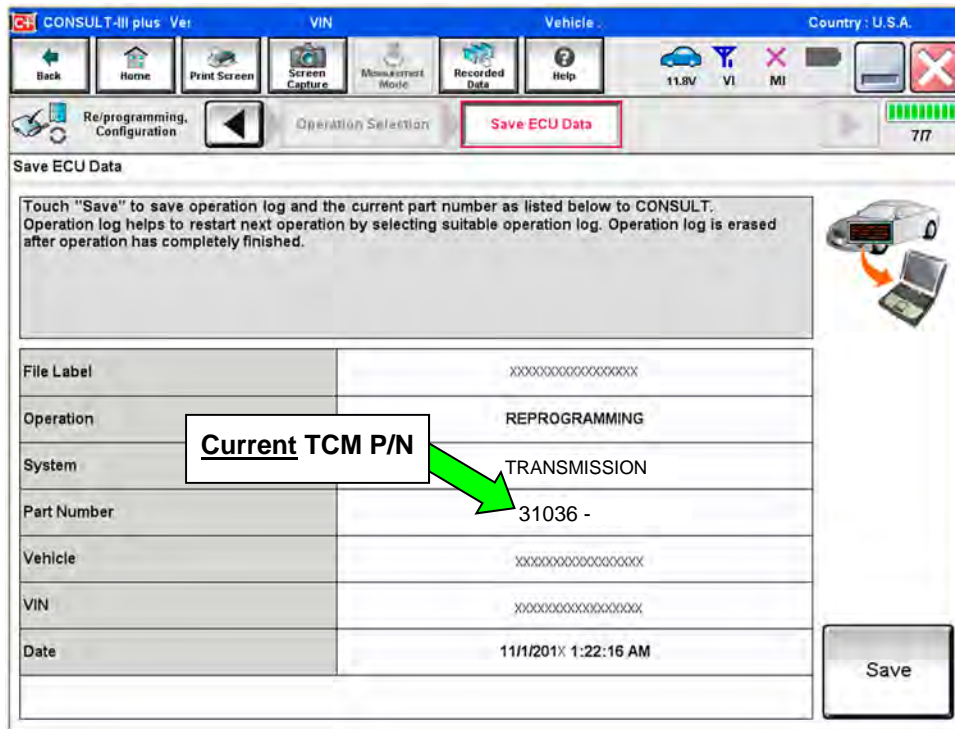 C+ CONSULT-III plus Ver VIN Vehicle : Country : U.S.A.
Back Home Print Screen Screen Capture Measurement Mode Recorded Data Help 11.8V VI MI
Re/programming, Configuration Operation Selection Save ECU Data 7/7
Save ECU Data
Touch "Save" to save operation log and the current part number as listed below to CONSULT.
Operation log helps to restart next operation by selecting suitable operation log. Operation log is erased
after operation has completely finished.
File Label XXXXXXXXXXXXXXXXX
Operation REPROGRAMMING
Current TCM P/N
System TRANSMISSION
Part Number 31036 -
Vehicle XXXXXXXXXXXXXXXXX
VIN XXXXXXXXXXXXXXXXX
Date 11/1/201X 1:22:16 AM
Save